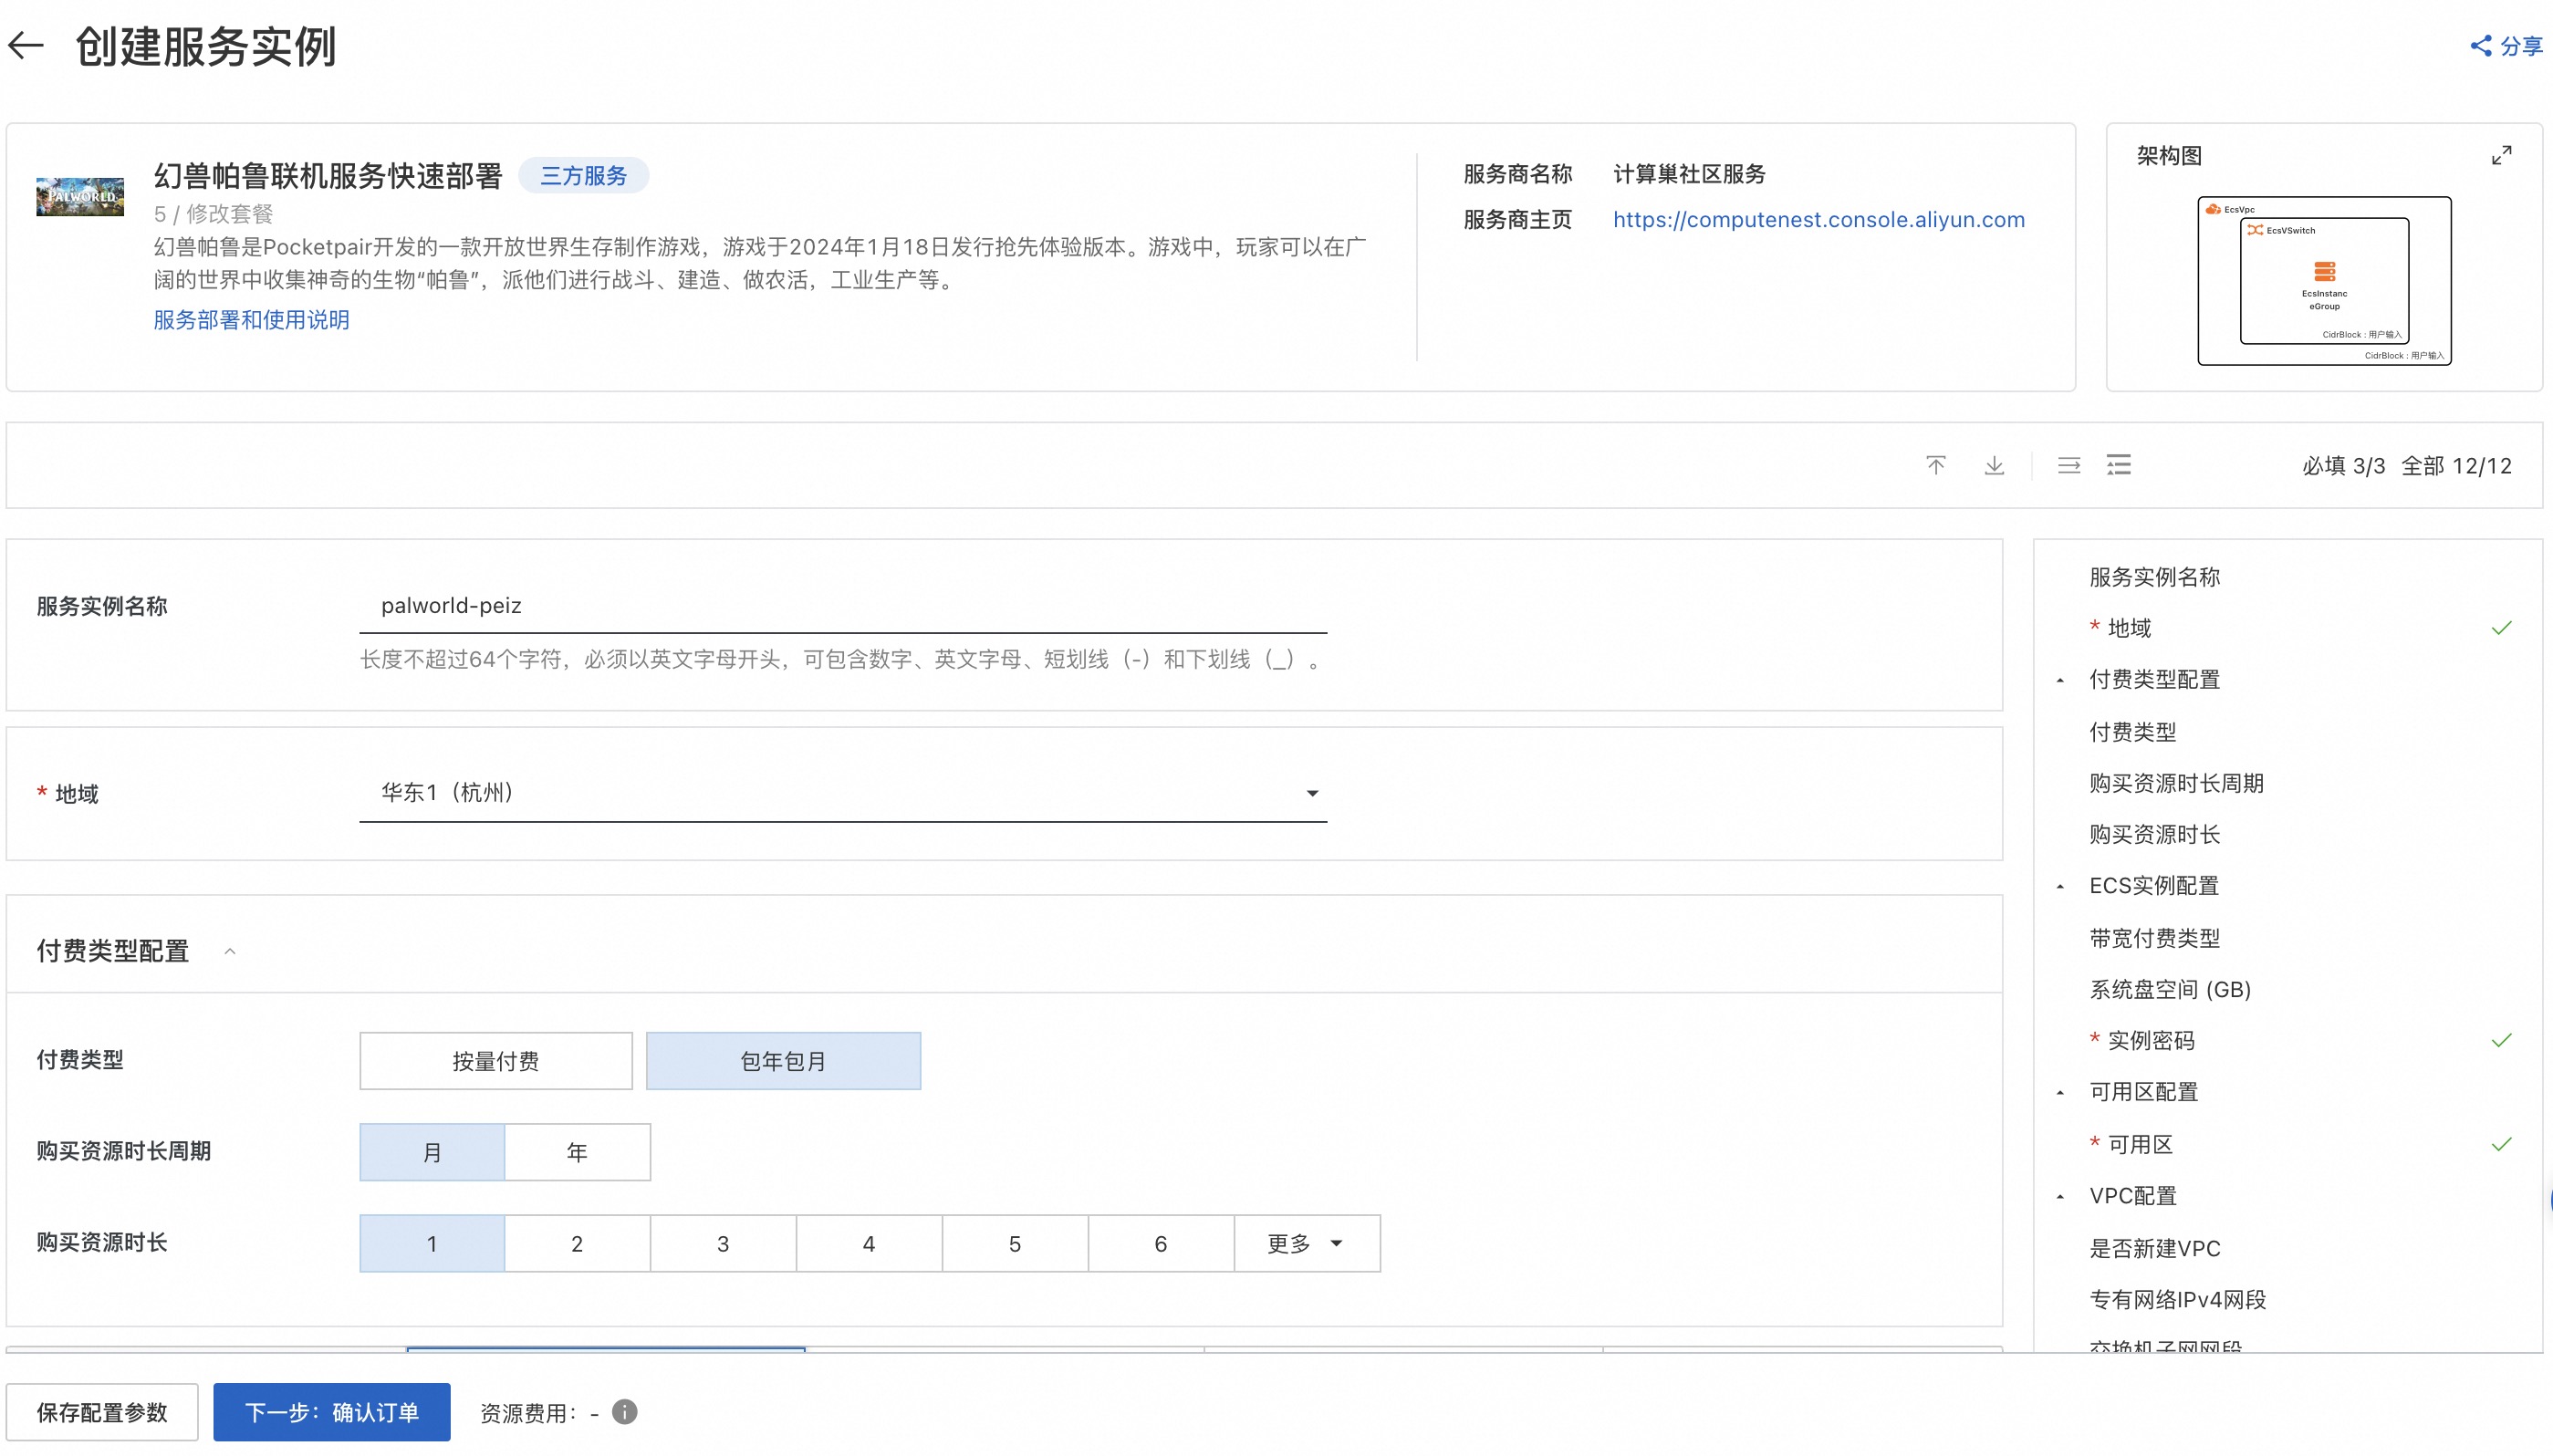 创建服务实例
分享
幻兽帕鲁联机服务快速部署 三方服务
PALWORLD
5 / 修改套餐
幻兽帕鲁是Pocketpair开发的一款开放世界生存制作游戏，游戏于2024年1月18日发行抢先体验版本。游戏中，玩家可以在广
阔的世界中收集神奇的生物“帕鲁”，派他们进行战斗、建造、做农活，工业生产等。
服务部署和使用说明
服务商名称 计算巢社区服务
服务商主页 https://computenest.console.aliyun.com
架构图
EcsVpc
EcsVSwitch
EcsInstanc
eGroup
CidrBlock : 用户输入
CidrBlock : 用户输入
必填 3/3 全部 12/12
服务实例名称 palworld-peiz
长度不超过64个字符，必须以英文字母开头，可包含数字、英文字母、短划线（-）和下划线（_）。
* 地域 华东1（杭州）
付费类型配置
付费类型 按量付费 包年包月
购买资源时长周期 月 年
购买资源时长 1 2 3 4 5 6 更多
服务实例名称
* 地域
付费类型配置
付费类型
购买资源时长周期
购买资源时长
ECS实例配置
带宽付费类型
系统盘空间 (GB)
* 实例密码
可用区配置
* 可用区
VPC配置
是否新建VPC
专有网络IPv4网段
交换机子网网段
保存配置参数 下一步：确认订单 资源费用： -